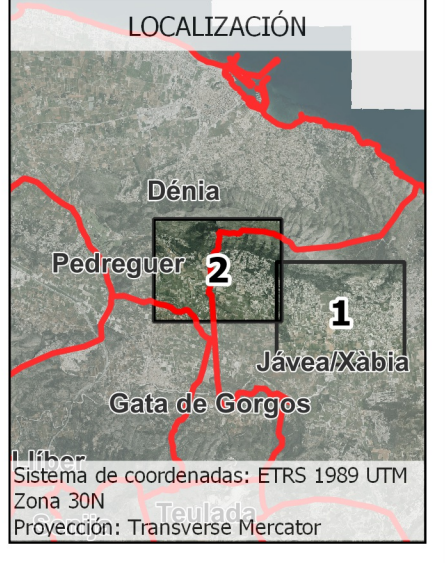 LOCALIZACIÓN
Dénia
Pedreguer
2
1
Jávea/Xàbia
Gata de Gorgos
Llíber
Sistema de coordenadas: ETRS 1989 UTM
Zona 30N
Teulada
Proyección: Transverse Mercator